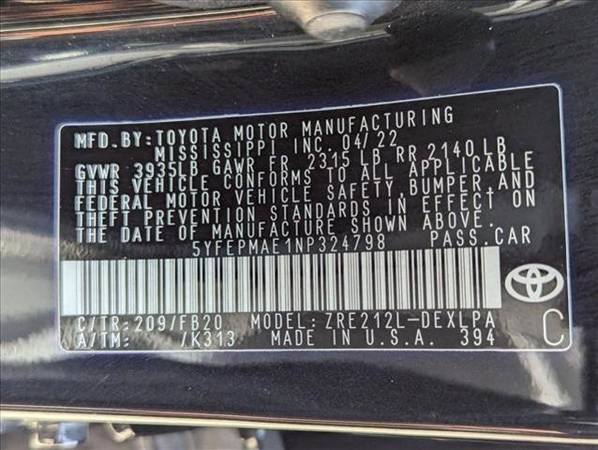 MFD.BY:TOYOTA MOTOR MANUFACTURING
MISSISSIPPI INC. 04/22
GVWR 3935LB GAWR FR 2315 LB RR 2140 LB
THIS VEHICLE CONFORMS TO ALL APPLICABLE
FEDERAL MOTOR VEHICLE SAFETY, BUMPER, AND
THEFT PREVENTION STANDARDS IN EFFECT ON
THE DATE OF MANUFACTURE SHOWN ABOVE.
5YFEPMAE1NP324798 PASS.CAR
C/TR: 209/FB20 MODEL: ZRE212L-DEXLPA
A/TM: /K313 MADE IN U.S.A. 394
C